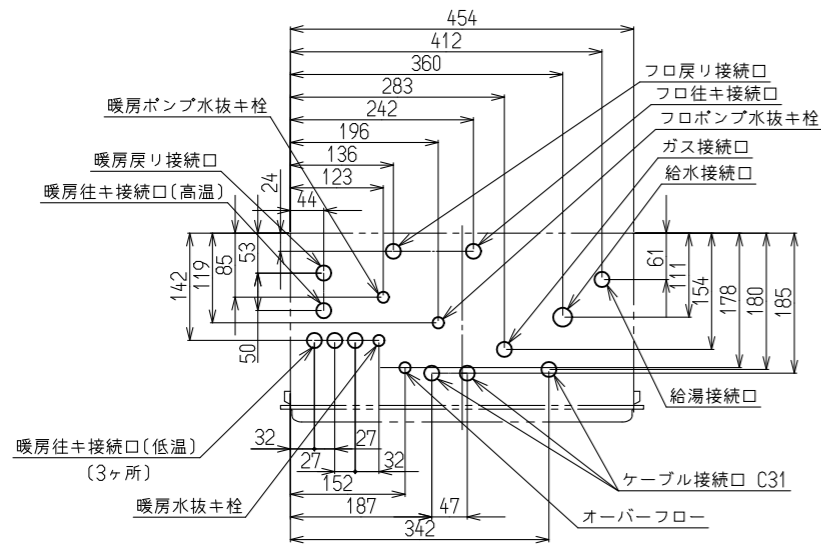 454
412
360
283
242
196
136
123
44
24
フロ戻リ接続口
フロ往キ接続口
フロポンプ水抜キ栓
ガス接続口
給水接続口
暖房ポンプ水抜キ栓
暖房戻リ接続口
暖房往キ接続口(高温)
142
119
85
53
50
61
111
154
178
180
185
給湯接続口
暖房往キ接続口(低温)
(3ヶ所)
32
27
27
32
152
187
47
342
暖房水抜キ栓
ケーブル接続口 C31
オーバーフロー